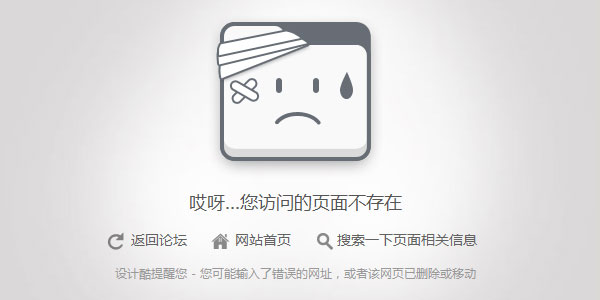 哎呀...您访问的页面不存在
返回论坛 网站首页 搜索一下页面相关信息
设计酷提醒您 - 您可能输入了错误的网址，或者该网页已删除或移动